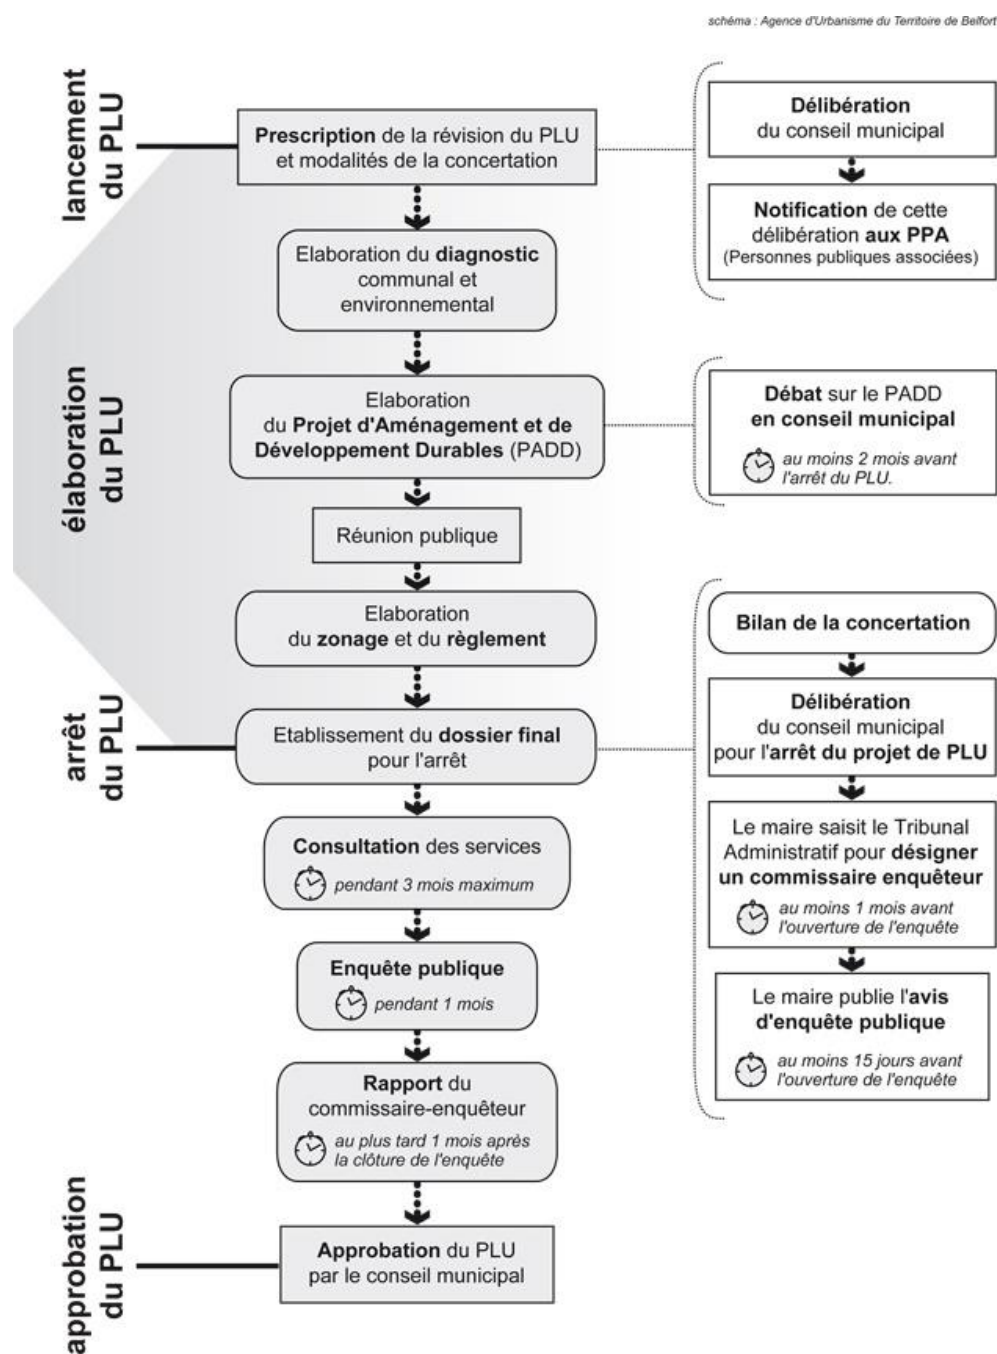 schéma : Agence d'Urbanisme du Territoire de Belfort
lancement
du PLU
Prescription de la révision du PLU
et modalités de la concertation
Délibération
du conseil municipal
Notification de cette
délibération aux PPA
(Personnes publiques associées)
élaboration
du PLU
Elaboration du diagnostic
communal et
environnemental
Elaboration
du Projet d'Aménagement et de
Développement Durables (PADD)
Débat sur le PADD
en conseil municipal
au moins 2 mois avant
l'arrêt du PLU.
Réunion publique
Elaboration
du zonage et du règlement
arrêt
du PLU
Etablissement du dossier final
pour l'arrêt
Bilan de la concertation
Délibération
du conseil municipal
pour l'arrêt du projet de PLU
Le maire saisit le Tribunal
Administratif pour désigner
un commissaire enquêteur
au moins 1 mois avant
l'ouverture de l'enquête
Le maire publie l'avis
d'enquête publique
au moins 15 jours avant
l'ouverture de l'enquête
Consultation des services
pendant 3 mois maximum
Enquête publique
pendant 1 mois
Rapport du
commissaire-enquêteur
au plus tard 1 mois après
la clôture de l'enquête
approbation
du PLU
Approbation du PLU
par le conseil municipal